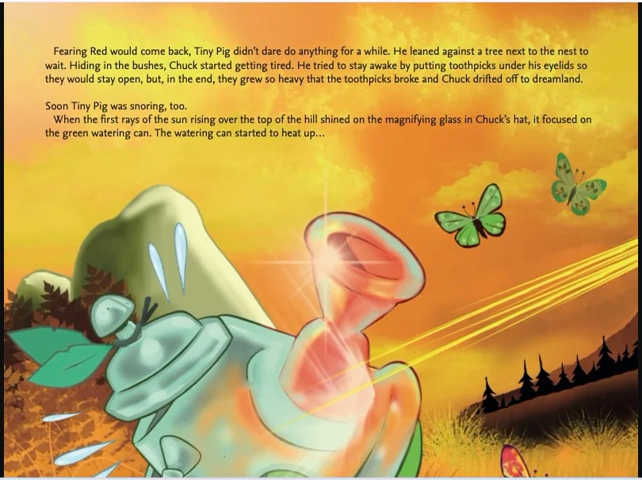 Fearing Red would come back, Tiny Pig didn't dare do anything for a while. He leaned against a tree next to the nest to
wait. Hiding in the bushes, Chuck started getting tired. He tried to stay awake by putting toothpicks under his eyelids so
they would stay open, but, in the end, they grew so heavy that the toothpicks broke and Chuck drifted off to dreamland.
Soon Tiny Pig was snoring, too.
When the first rays of the sun rising over the top of the hill shined on the magnifying glass in Chuck's hat, it focused on
the green watering can. The watering can started to heat up...